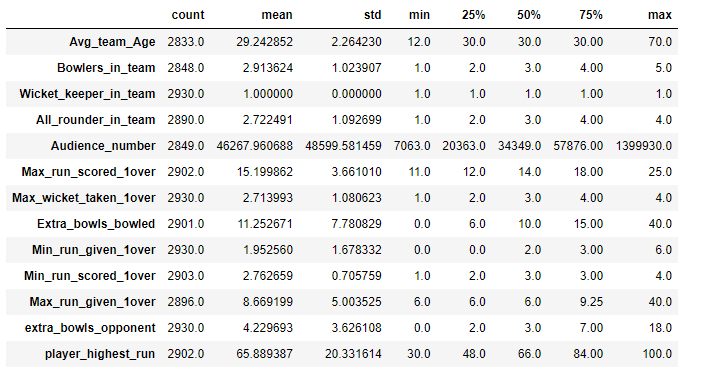 count mean std min 25% 50% 75% max
Avg_team_Age 2833.0 29.242852 2.264230 12.0 30.0 30.0 30.00 70.0
Bowlers_in_team 2848.0 2.913624 1.023907 1.0 2.0 3.0 4.00 5.0
Wicket_keeper_in_team 2930.0 1.000000 0.000000 1.0 1.0 1.0 1.00 1.0
All_rounder_in_team 2890.0 2.722491 1.092699 1.0 2.0 3.0 4.00 4.0
Audience_number 2849.0 46267.960688 48599.581459 7063.0 20363.0 34349.0 57876.00 1399930.0
Max_run_scored_1over 2902.0 15.199862 3.661010 11.0 12.0 14.0 18.00 25.0
Max_wicket_taken_1over 2930.0 2.713993 1.080623 1.0 2.0 3.0 4.00 4.0
Extra_bowls_bowled 2901.0 11.252671 7.780829 0.0 6.0 10.0 15.00 40.0
Min_run_given_1over 2930.0 1.952560 1.678332 0.0 0.0 2.0 3.00 6.0
Min_run_scored_1over 2903.0 2.762659 0.705759 1.0 2.0 3.0 3.00 4.0
Max_run_given_1over 2896.0 8.669199 5.003525 6.0 6.0 6.0 9.25 40.0
extra_bowls_opponent 2930.0 4.229693 3.626108 0.0 2.0 3.0 7.00 18.0
player_highest_run 2902.0 65.889387 20.331614 30.0 48.0 66.0 84.00 100.0